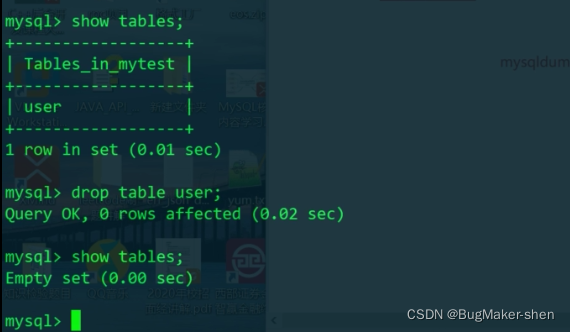 mysql> show tables;
+------------------+
| Tables_in_mytest |
+------------------+
| user             |
+------------------+
1 row in set (0.01 sec)
mysql> drop table user;
Query OK, 0 rows affected (0.02 sec)
mysql> show tables;
Empty set (0.00 sec)
mysql>
mysqldum
CSDN @BugMaker-shen